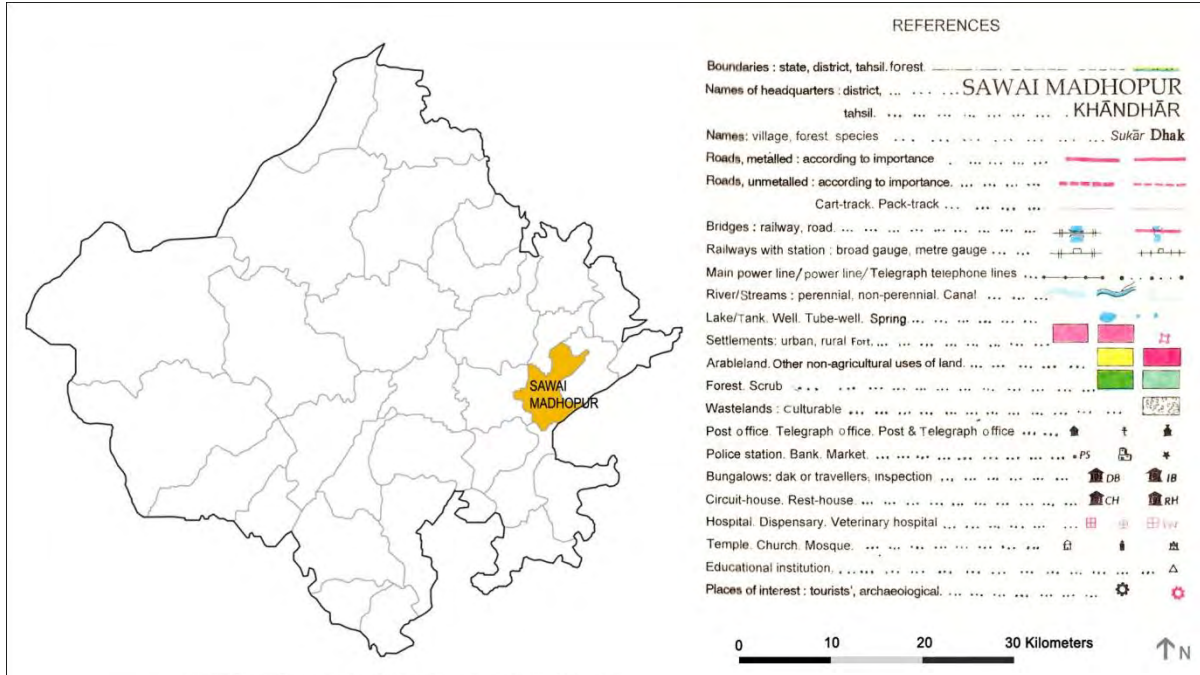 SAWAI
MADHOPUR
REFERENCES
Boundaries : state, district, tahsil. forest
Names of headquarters : district, ... ... ... ... SAWAI MADHOPUR
tahsil. ... ... ... ... ... ... ... KHĀNDHĀR
Names: village, forest species ... ... ... ... ... ... Sukār Dhak
Roads, metalled : according to importance
Roads, unmetalled : according to importance. ... ... ...
Cart-track. Pack-track ... ... ...
Bridges : railway, road. ... ... ... ... ... ... ...
Railways with station : broad gauge, metre gauge ... ...
Main power line/ power line/ Telegraph telephone lines ...
River/Streams : perennial, non-perennial. Canal ... ...
Lake/Tank. Well. Tube-well. Spring ... ... ... ...
Settlements: urban, rural Fort. ... ... ... ...
Arableland. Other non-agricultural uses of land. ... ... ...
Forest. Scrub ... ... ... ... ... ... ... ...
Wastelands : Culturable ... ... ... ... ... ... ... ...
Post office. Telegraph office. Post & Telegraph office ... ...
Police station. Bank. Market. ... ... ... ... ... ... PS
Bungalows: dak or travellers, inspection ... ... ... ... DB IB
Circuit-house. Rest-house. ... ... ... ... ... ... CH RH
Hospital. Dispensary. Veterinary hospital ... ... ... ... Vet
Temple. Church. Mosque. ... ... ... ... ... ...
Educational institution. ... ... ... ... ... ... ... ...
Places of interest : tourists', archaeological. ... ... ... ...
0 10 20 30 Kilometers
N